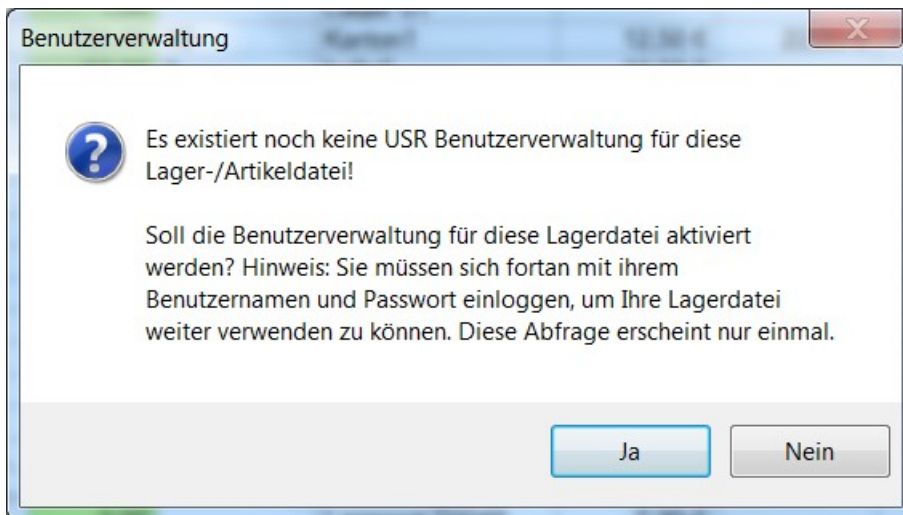 Benutzerverwaltung
Es existiert noch keine USR Benutzerverwaltung für diese
Lager-/Artikeldatei!
Soll die Benutzerverwaltung für diese Lagerdatei aktiviert
werden? Hinweis: Sie müssen sich fortan mit ihrem
Benutzernamen und Passwort einloggen, um Ihre Lagerdatei
weiter verwenden zu können. Diese Abfrage erscheint nur einmal.
Ja
Nein